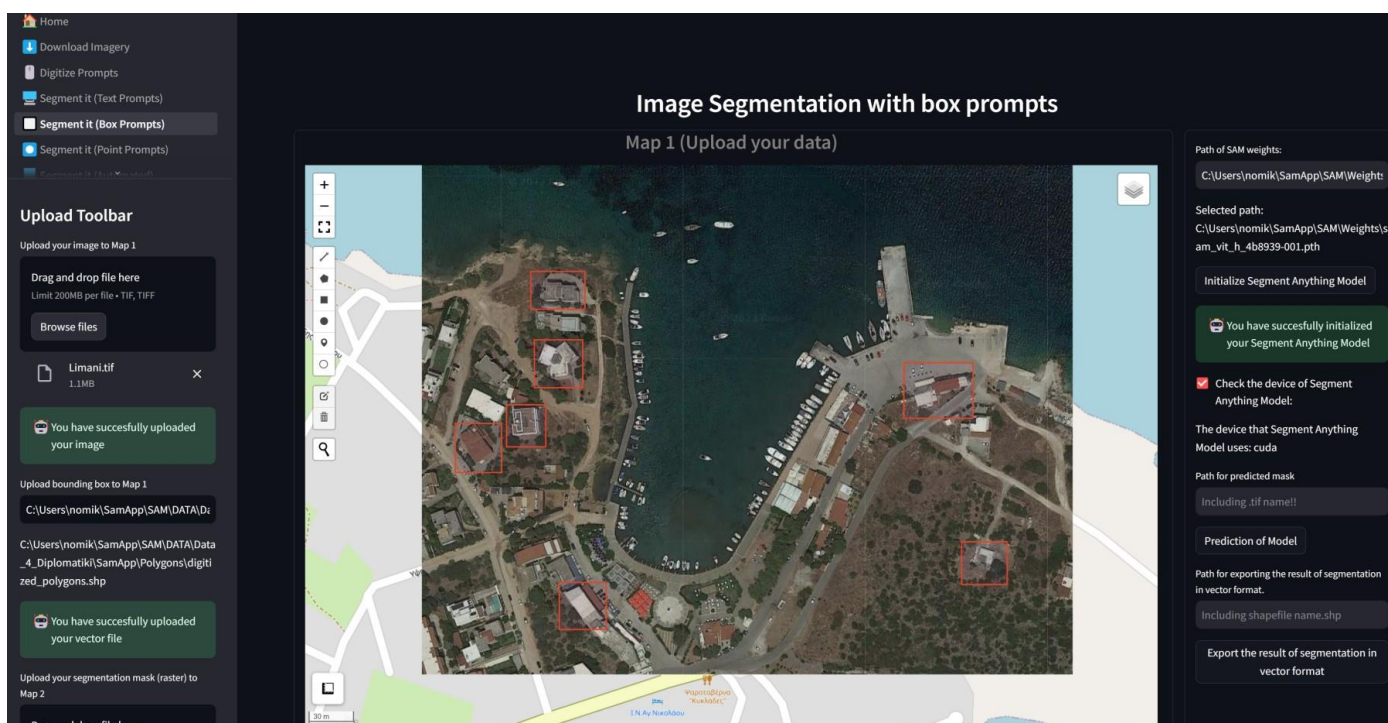 Home
Download Imagery
Digitize Prompts
Segment it (Text Prompts)
Segment it (Box Prompts)
Segment it (Point Prompts)
Segment it (Automated)
Upload Toolbar
Upload your image to Map 1
Drag and drop file here
Limit 200MB per file • TIF, TIFF
Browse files
Limani.tif
1.1MB
You have succesfully uploaded
your image
Upload bounding box to Map 1
C:\Users\nomik\SamApp\SAM\DATA\Da
C:\Users\nomik\SamApp\SAM\DATA\Data
_4_Diplomatiki\SamApp\Polygons\digiti
zed_polygons.shp
You have succesfully uploaded
your vector file
Upload your segmentation mask (raster) to
Map 2
Image Segmentation with box prompts
Map 1 (Upload your data)
+
−
30 m
Ψαροταβέρνα
"Κυκλάδες"
Ι.Ν.Αγ.Νικολάου
Path of SAM weights:
C:\Users\nomik\SamApp\SAM\Weights
Selected path:
C:\Users\nomik\SamApp\SAM\Weights\s
am_vit_h_4b8939-001.pth
Initialize Segment Anything Model
You have succesfully initialized
your Segment Anything Model
Check the device of Segment
Anything Model:
The device that Segment Anything
Model uses: cuda
Path for predicted mask
Including .tif name!!
Prediction of Model
Path for exporting the result of segmentation
in vector format.
Including shapefile name.shp
Export the result of segmentation in
vector format